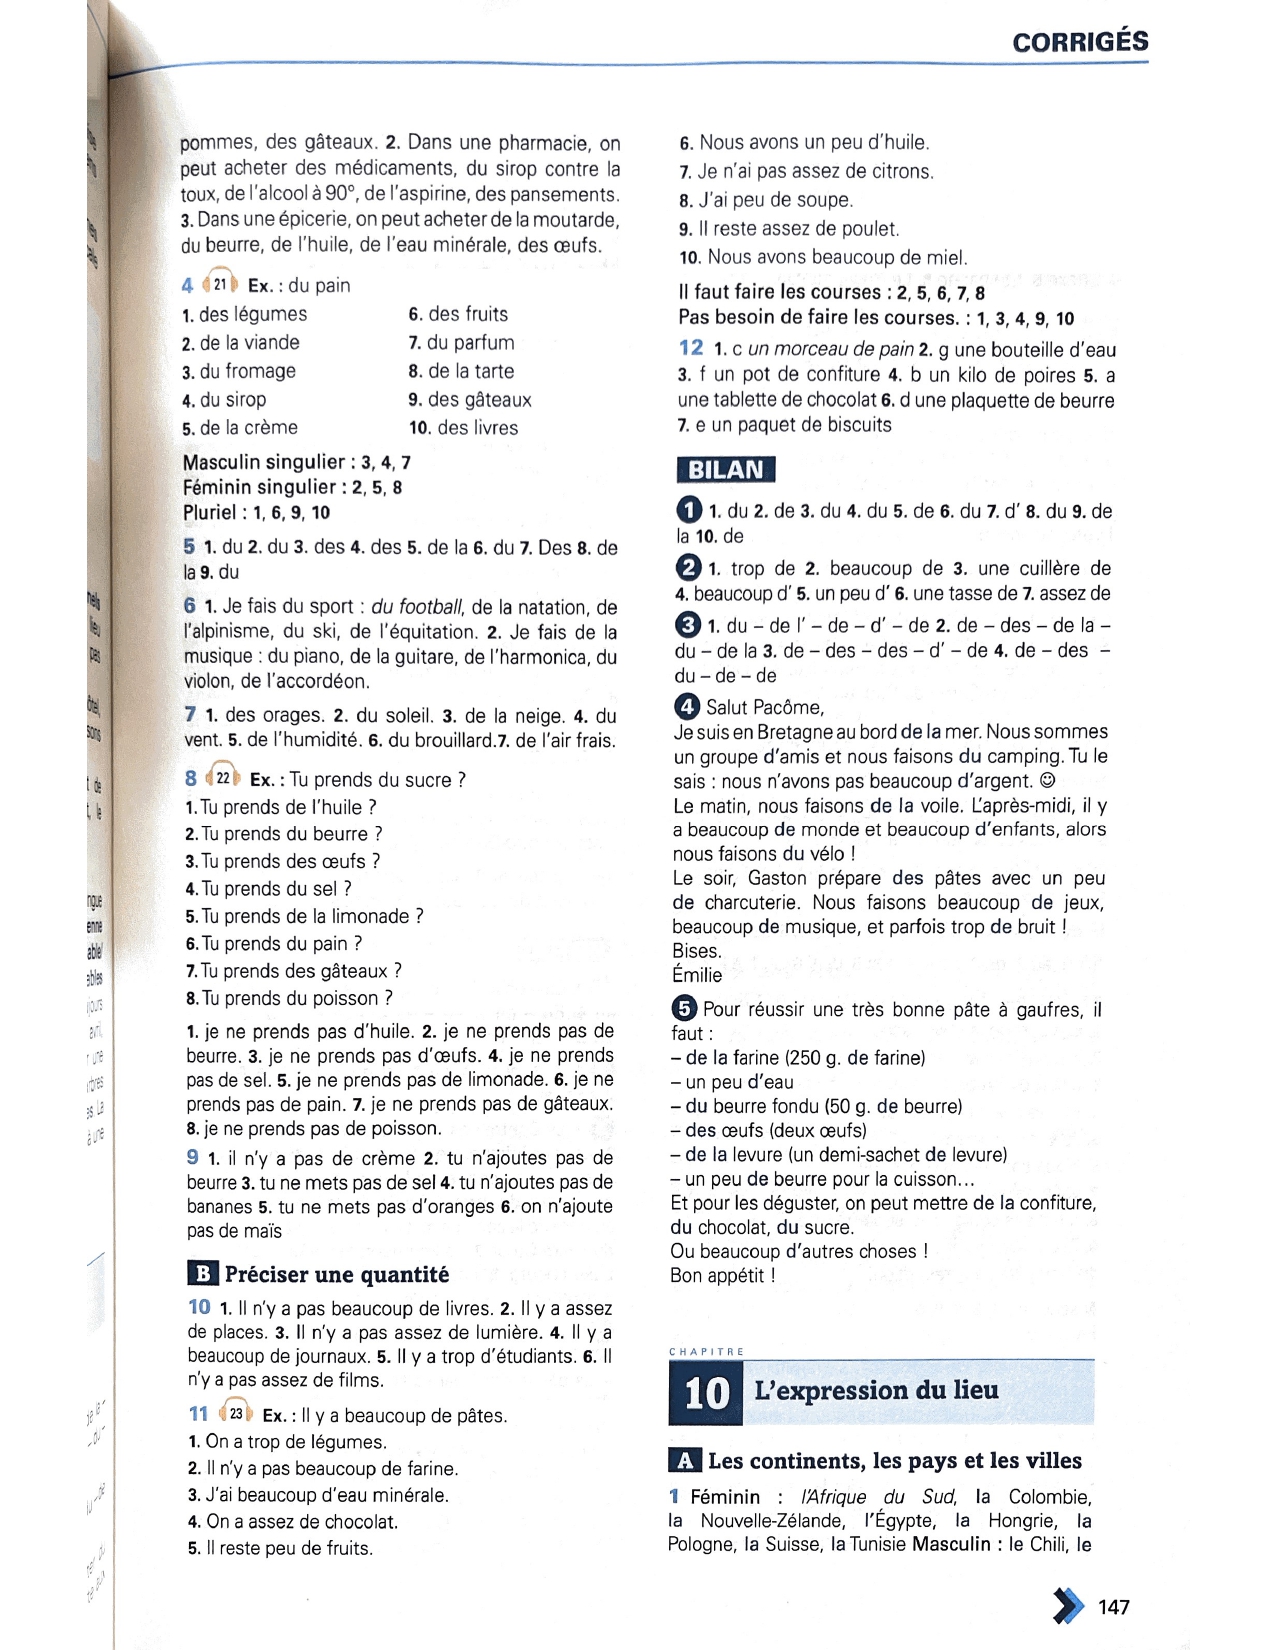 CORRIGÉS
pommes, des gâteaux. 2. Dans une pharmacie, on
peut acheter des médicaments, du sirop contre la
toux, de l'alcool à 90°, de l'aspirine, des pansements.
3. Dans une épicerie, on peut acheter de la moutarde,
du beurre, de l'huile, de l'eau minérale, des œufs.
4 21 Ex. : du pain
1. des légumes
2. de la viande
3. du fromage
4. du sirop
5. de la crème
6. des fruits
7. du parfum
8. de la tarte
9. des gâteaux
10. des livres
Masculin singulier : 3, 4, 7
Féminin singulier : 2, 5, 8
Pluriel : 1, 6, 9, 10
5 1. du 2. du 3. des 4. des 5. de la 6. du 7. Des 8. de
la 9. du
6 1. Je fais du sport : du football, de la natation, de
l'alpinisme, du ski, de l'équitation. 2. Je fais de la
musique : du piano, de la guitare, de l'harmonica, du
violon, de l'accordéon.
7 1. des orages. 2. du soleil. 3. de la neige. 4. du
vent. 5. de l'humidité. 6. du brouillard.7. de l'air frais.
8 22 Ex. : Tu prends du sucre ?
1. Tu prends de l'huile ?
2. Tu prends du beurre ?
3. Tu prends des œufs ?
4. Tu prends du sel ?
5. Tu prends de la limonade ?
6. Tu prends du pain ?
7. Tu prends des gâteaux ?
8. Tu prends du poisson ?
1. je ne prends pas d'huile. 2. je ne prends pas de
beurre. 3. je ne prends pas d'œufs. 4. je ne prends
pas de sel. 5. je ne prends pas de limonade. 6. je ne
prends pas de pain. 7. je ne prends pas de gâteaux.
8. je ne prends pas de poisson.
9 1. il n'y a pas de crème 2. tu n'ajoutes pas de
beurre 3. tu ne mets pas de sel 4. tu n'ajoutes pas de
bananes 5. tu ne mets pas d'oranges 6. on n'ajoute
pas de maïs
B Préciser une quantité
10 1. Il n'y a pas beaucoup de livres. 2. Il y a assez
de places. 3. Il n'y a pas assez de lumière. 4. Il y a
beaucoup de journaux. 5. Il y a trop d'étudiants. 6. Il
n'y a pas assez de films.
11 23 Ex. : Il y a beaucoup de pâtes.
1. On a trop de légumes.
2. Il n'y a pas beaucoup de farine.
3. J'ai beaucoup d'eau minérale.
4. On a assez de chocolat.
5. Il reste peu de fruits.
6. Nous avons un peu d'huile.
7. Je n'ai pas assez de citrons.
8. J'ai peu de soupe.
9. Il reste assez de poulet.
10. Nous avons beaucoup de miel.
Il faut faire les courses : 2, 5, 6, 7, 8
Pas besoin de faire les courses. : 1, 3, 4, 9, 10
12 1. c un morceau de pain 2. g une bouteille d'eau
3. f un pot de confiture 4. b un kilo de poires 5. a
une tablette de chocolat 6. d une plaquette de beurre
7. e un paquet de biscuits
BILAN
1 1. du 2. de 3. du 4. du 5. de 6. du 7. d' 8. du 9. de
la 10. de
2 1. trop de 2. beaucoup de 3. une cuillère de
4. beaucoup d' 5. un peu d' 6. une tasse de 7. assez de
3 1. du – de l' – de – d' – de 2. de – des – de la –
du – de la 3. de – des – des – d' – de 4. de – des –
du – de – de
4 Salut Pacôme,
Je suis en Bretagne au bord de la mer. Nous sommes
un groupe d'amis et nous faisons du camping. Tu le
sais : nous n'avons pas beaucoup d'argent. ☺
Le matin, nous faisons de la voile. L'après-midi, il y
a beaucoup de monde et beaucoup d'enfants, alors
nous faisons du vélo !
Le soir, Gaston prépare des pâtes avec un peu
de charcuterie. Nous faisons beaucoup de jeux,
beaucoup de musique, et parfois trop de bruit !
Bises.
Émilie
5 Pour réussir une très bonne pâte à gaufres, il
faut :
– de la farine (250 g. de farine)
– un peu d'eau
– du beurre fondu (50 g. de beurre)
– des œufs (deux œufs)
– de la levure (un demi-sachet de levure)
– un peu de beurre pour la cuisson...
Et pour les déguster, on peut mettre de la confiture,
du chocolat, du sucre.
Ou beaucoup d'autres choses !
Bon appétit !
CHAPITRE
10 L'expression du lieu
A Les continents, les pays et les villes
1 Féminin : l'Afrique du Sud, la Colombie,
la Nouvelle-Zélande, l'Égypte, la Hongrie, la
Pologne, la Suisse, la Tunisie Masculin : le Chili, le
147